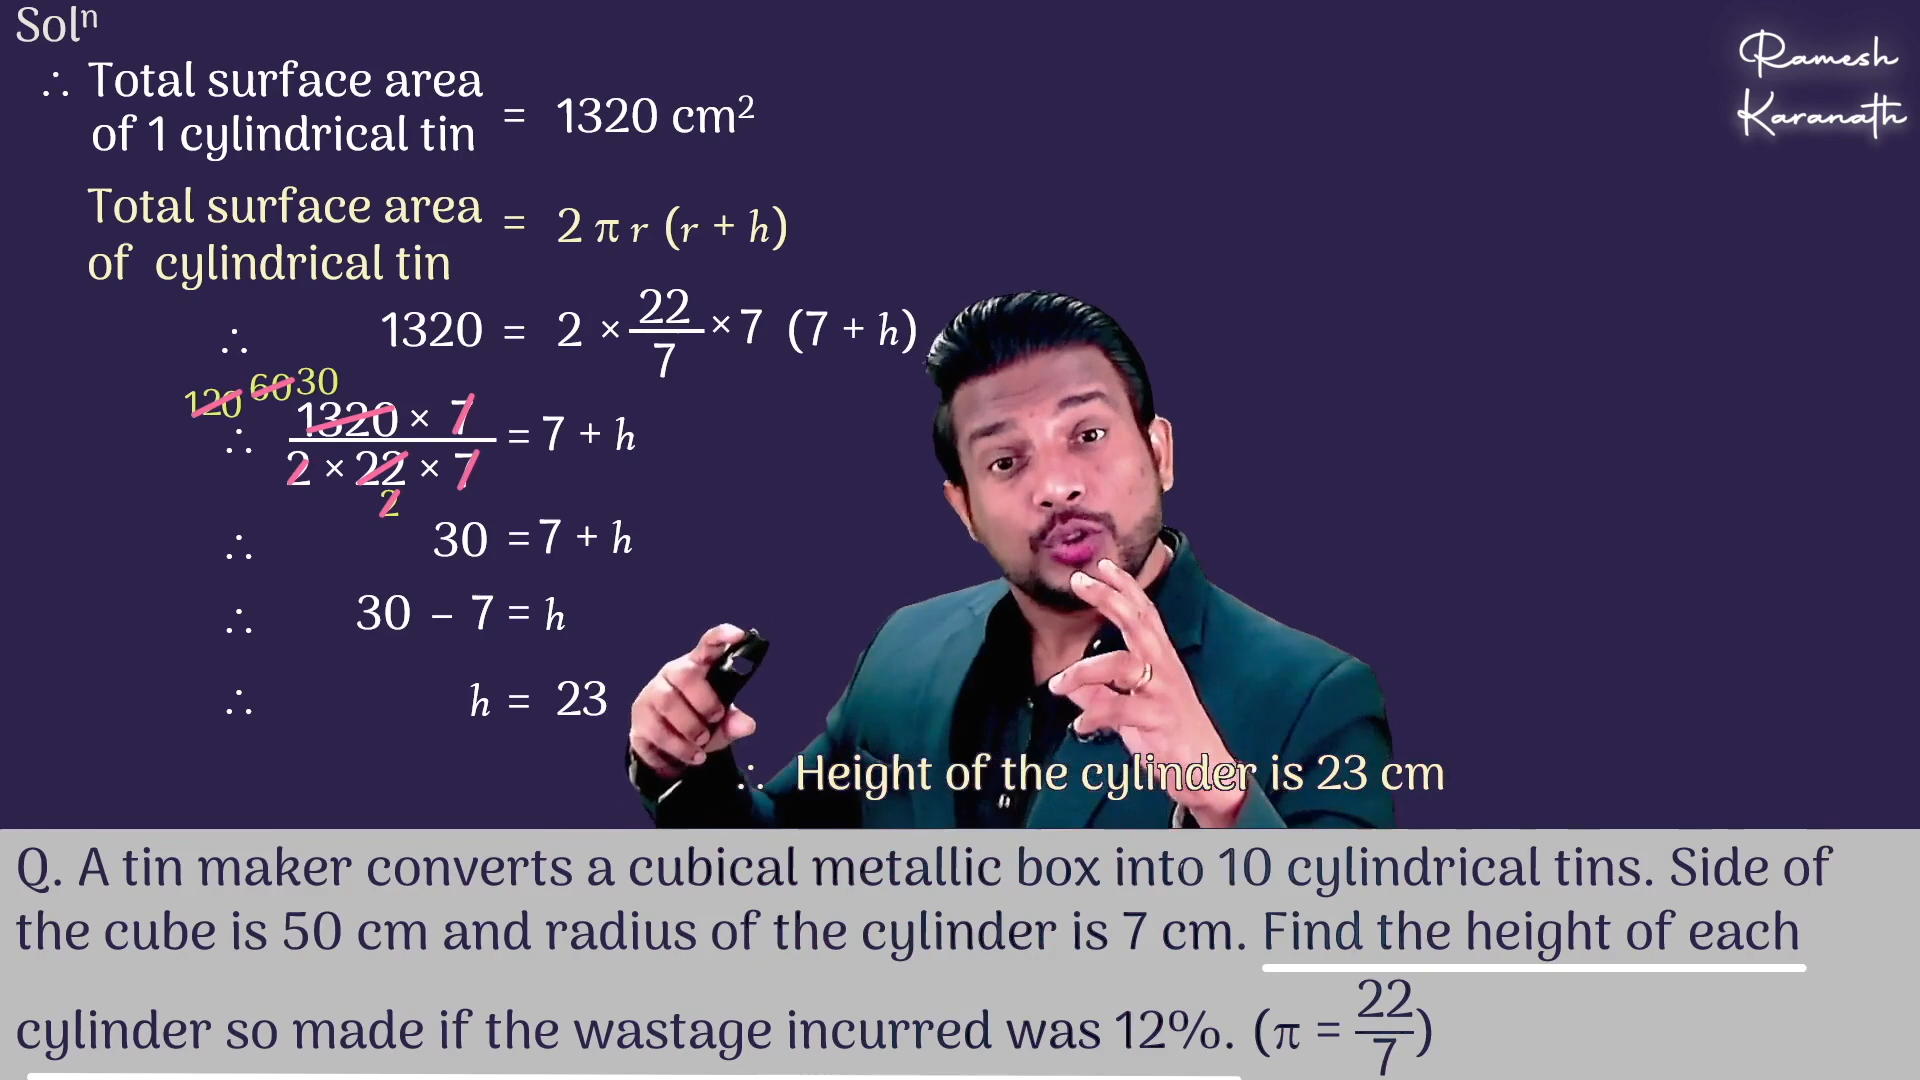 Solⁿ
∴ Total surface area
of 1 cylindrical tin = 1320 cm²
Total surface area
of cylindrical tin = 2 π r (r + h)
∴ 1320 = 2 × 22/7 × 7 (7 + h)
120 60 30
∴ 1320 × 7 / 2 × 22 × 7 = 7 + h
2
∴ 30 = 7 + h
∴ 30 – 7 = h
∴ h = 23
∴ Height of the cylinder is 23 cm
Q. A tin maker converts a cubical metallic box into 10 cylindrical tins. Side of
the cube is 50 cm and radius of the cylinder is 7 cm. Find the height of each
cylinder so made if the wastage incurred was 12%. (π = 22/7)
Ramesh
Karanath